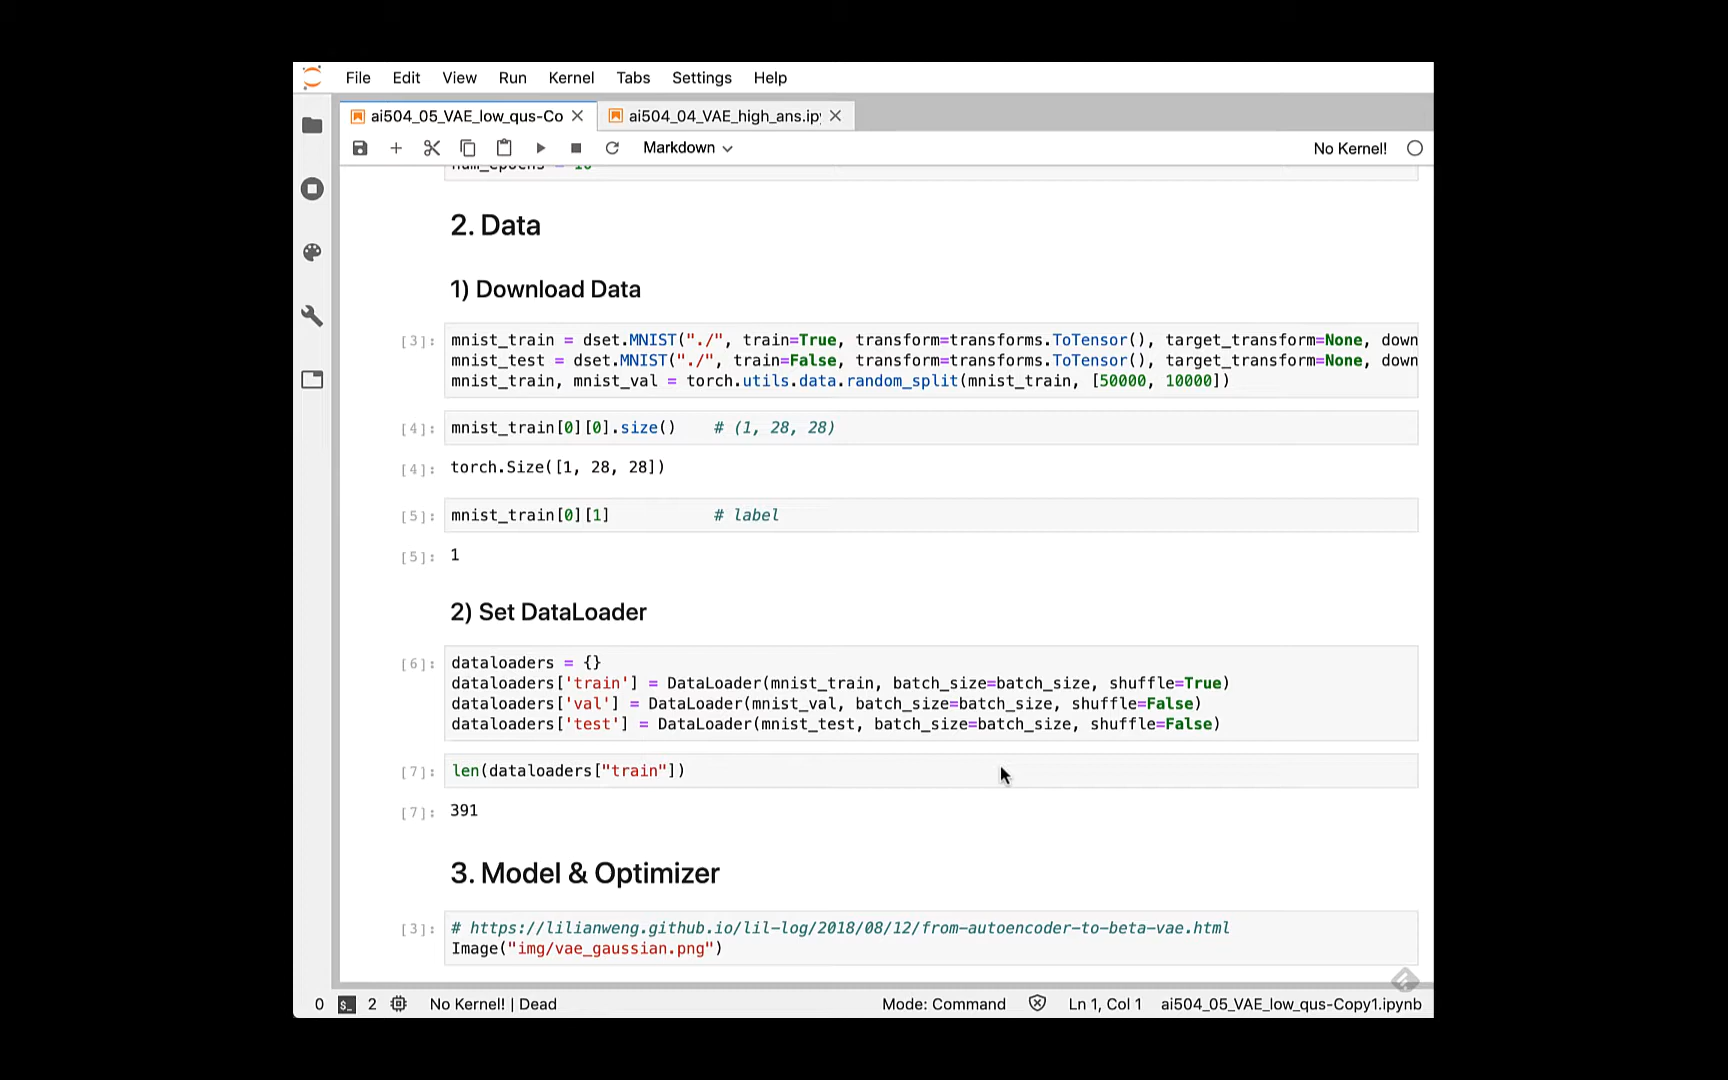 File Edit View Run Kernel Tabs Settings Help
ai504_05_VAE_low_qus-Co ai504_04_VAE_high_ans.ip
Markdown No Kernel!
num_epochs = 10
2. Data
1) Download Data
[3]: mnist_train = dset.MNIST("./", train=True, transform=transforms.ToTensor(), target_transform=None, down
mnist_test = dset.MNIST("./", train=False, transform=transforms.ToTensor(), target_transform=None, down
mnist_train, mnist_val = torch.utils.data.random_split(mnist_train, [50000, 10000])
[4]: mnist_train[0][0].size() # (1, 28, 28)
[4]: torch.Size([1, 28, 28])
[5]: mnist_train[0][1] # label
[5]: 1
2) Set DataLoader
[6]: dataloaders = {}
dataloaders['train'] = DataLoader(mnist_train, batch_size=batch_size, shuffle=True)
dataloaders['val'] = DataLoader(mnist_val, batch_size=batch_size, shuffle=False)
dataloaders['test'] = DataLoader(mnist_test, batch_size=batch_size, shuffle=False)
[7]: len(dataloaders["train"])
[7]: 391
3. Model & Optimizer
[3]: # https://lilianweng.github.io/lil-log/2018/08/12/from-autoencoder-to-beta-vae.html
Image("img/vae_gaussian.png")
0 $_ 2 No Kernel! | Dead Mode: Command Ln 1, Col 1 ai504_05_VAE_low_qus-Copy1.ipynb